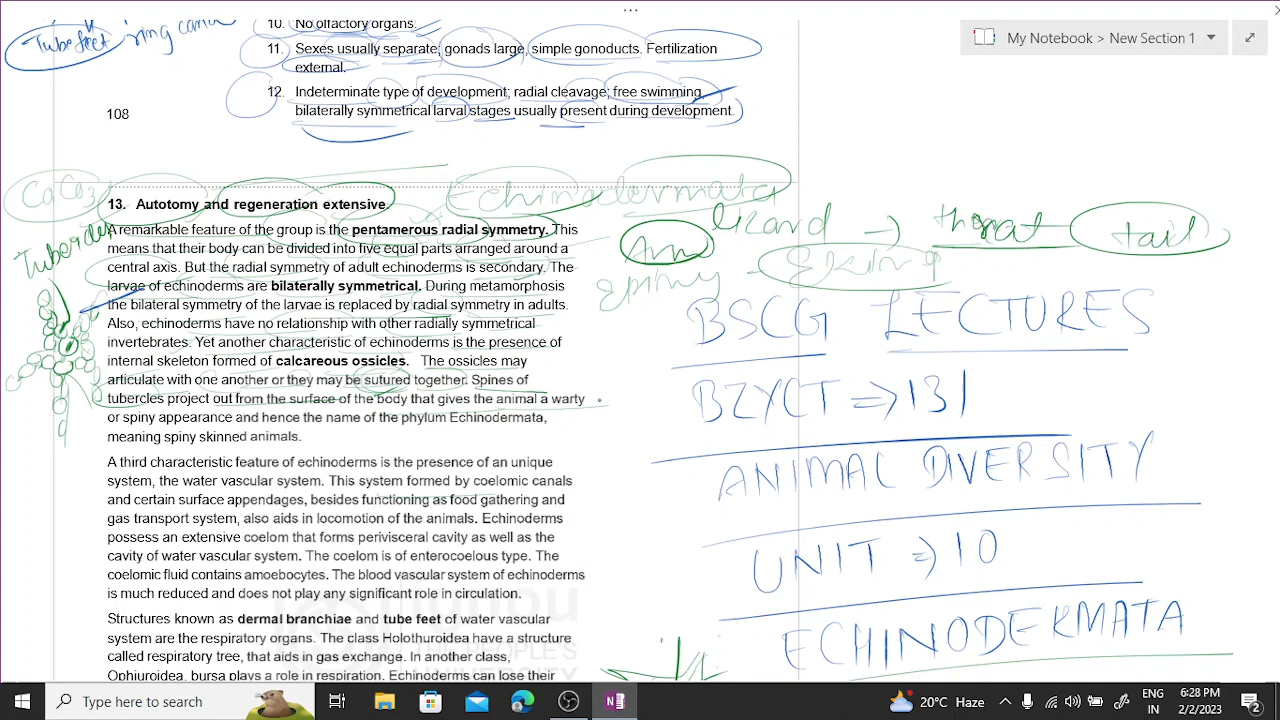 Tube feet ring canal
10. No olfactory organs.
My Notebook > New Section 1
11. Sexes usually separate; gonads large, simple gonoducts. Fertilization
external.
12. Indeterminate type of development; radial cleavage; free swimming,
bilaterally symmetrical larval stages usually present during development.
108
CaCO3 Echinodermata
13. Autotomy and regeneration extensive.
A remarkable feature of the group is the pentamerous radial symmetry. This
means that their body can be divided into five equal parts arranged around a
central axis. But the radial symmetry of adult echinoderms is secondary. The
larvae of echinoderms are bilaterally symmetrical. During metamorphosis
the bilateral symmetry of the larvae is replaced by radial symmetry in adults.
Also, echinoderms have no relationship with other radially symmetrical
invertebrates. Yet another characteristic of echinoderms is the presence of
internal skeleton formed of calcareous ossicles. The ossicles may
articulate with one another or they may be sutured together. Spines of
tubercles project out from the surface of the body that gives the animal a warty
or spiny appearance and hence the name of the phylum Echinodermata,
meaning spiny skinned animals.
A third characteristic feature of echinoderms is the presence of an unique
system, the water vascular system. This system formed by coelomic canals
and certain surface appendages, besides functioning as food gathering and
gas transport system, also aids in locomotion of the animals. Echinoderms
possess an extensive coelom that forms perivisceral cavity as well as the
cavity of water vascular system. The coelom is of enterocoelous type. The
coelomic fluid contains amoebocytes. The blood vascular system of echinoderms
is much reduced and does not play any significant role in circulation.
Structures known as dermal branchiae and tube feet of water vascular
system are the respiratory organs. The class Holothuroidea have a structure
called respiratory tree, that aids in gas exchange. In another class,
Ophiuroidea, bursa plays a role in respiration. Echinoderms can lose their
lizard → threat tail
Arm
BSCG LECTURES
BZYCT => 131
ANIMAL DIVERSITY
UNIT => 10
ECHINODERMATA
THE PEOPLE'S
UNIVERSITY
Type here to search
20°C Haze
ENG
IN
6:28 PM
2/2/2023
2